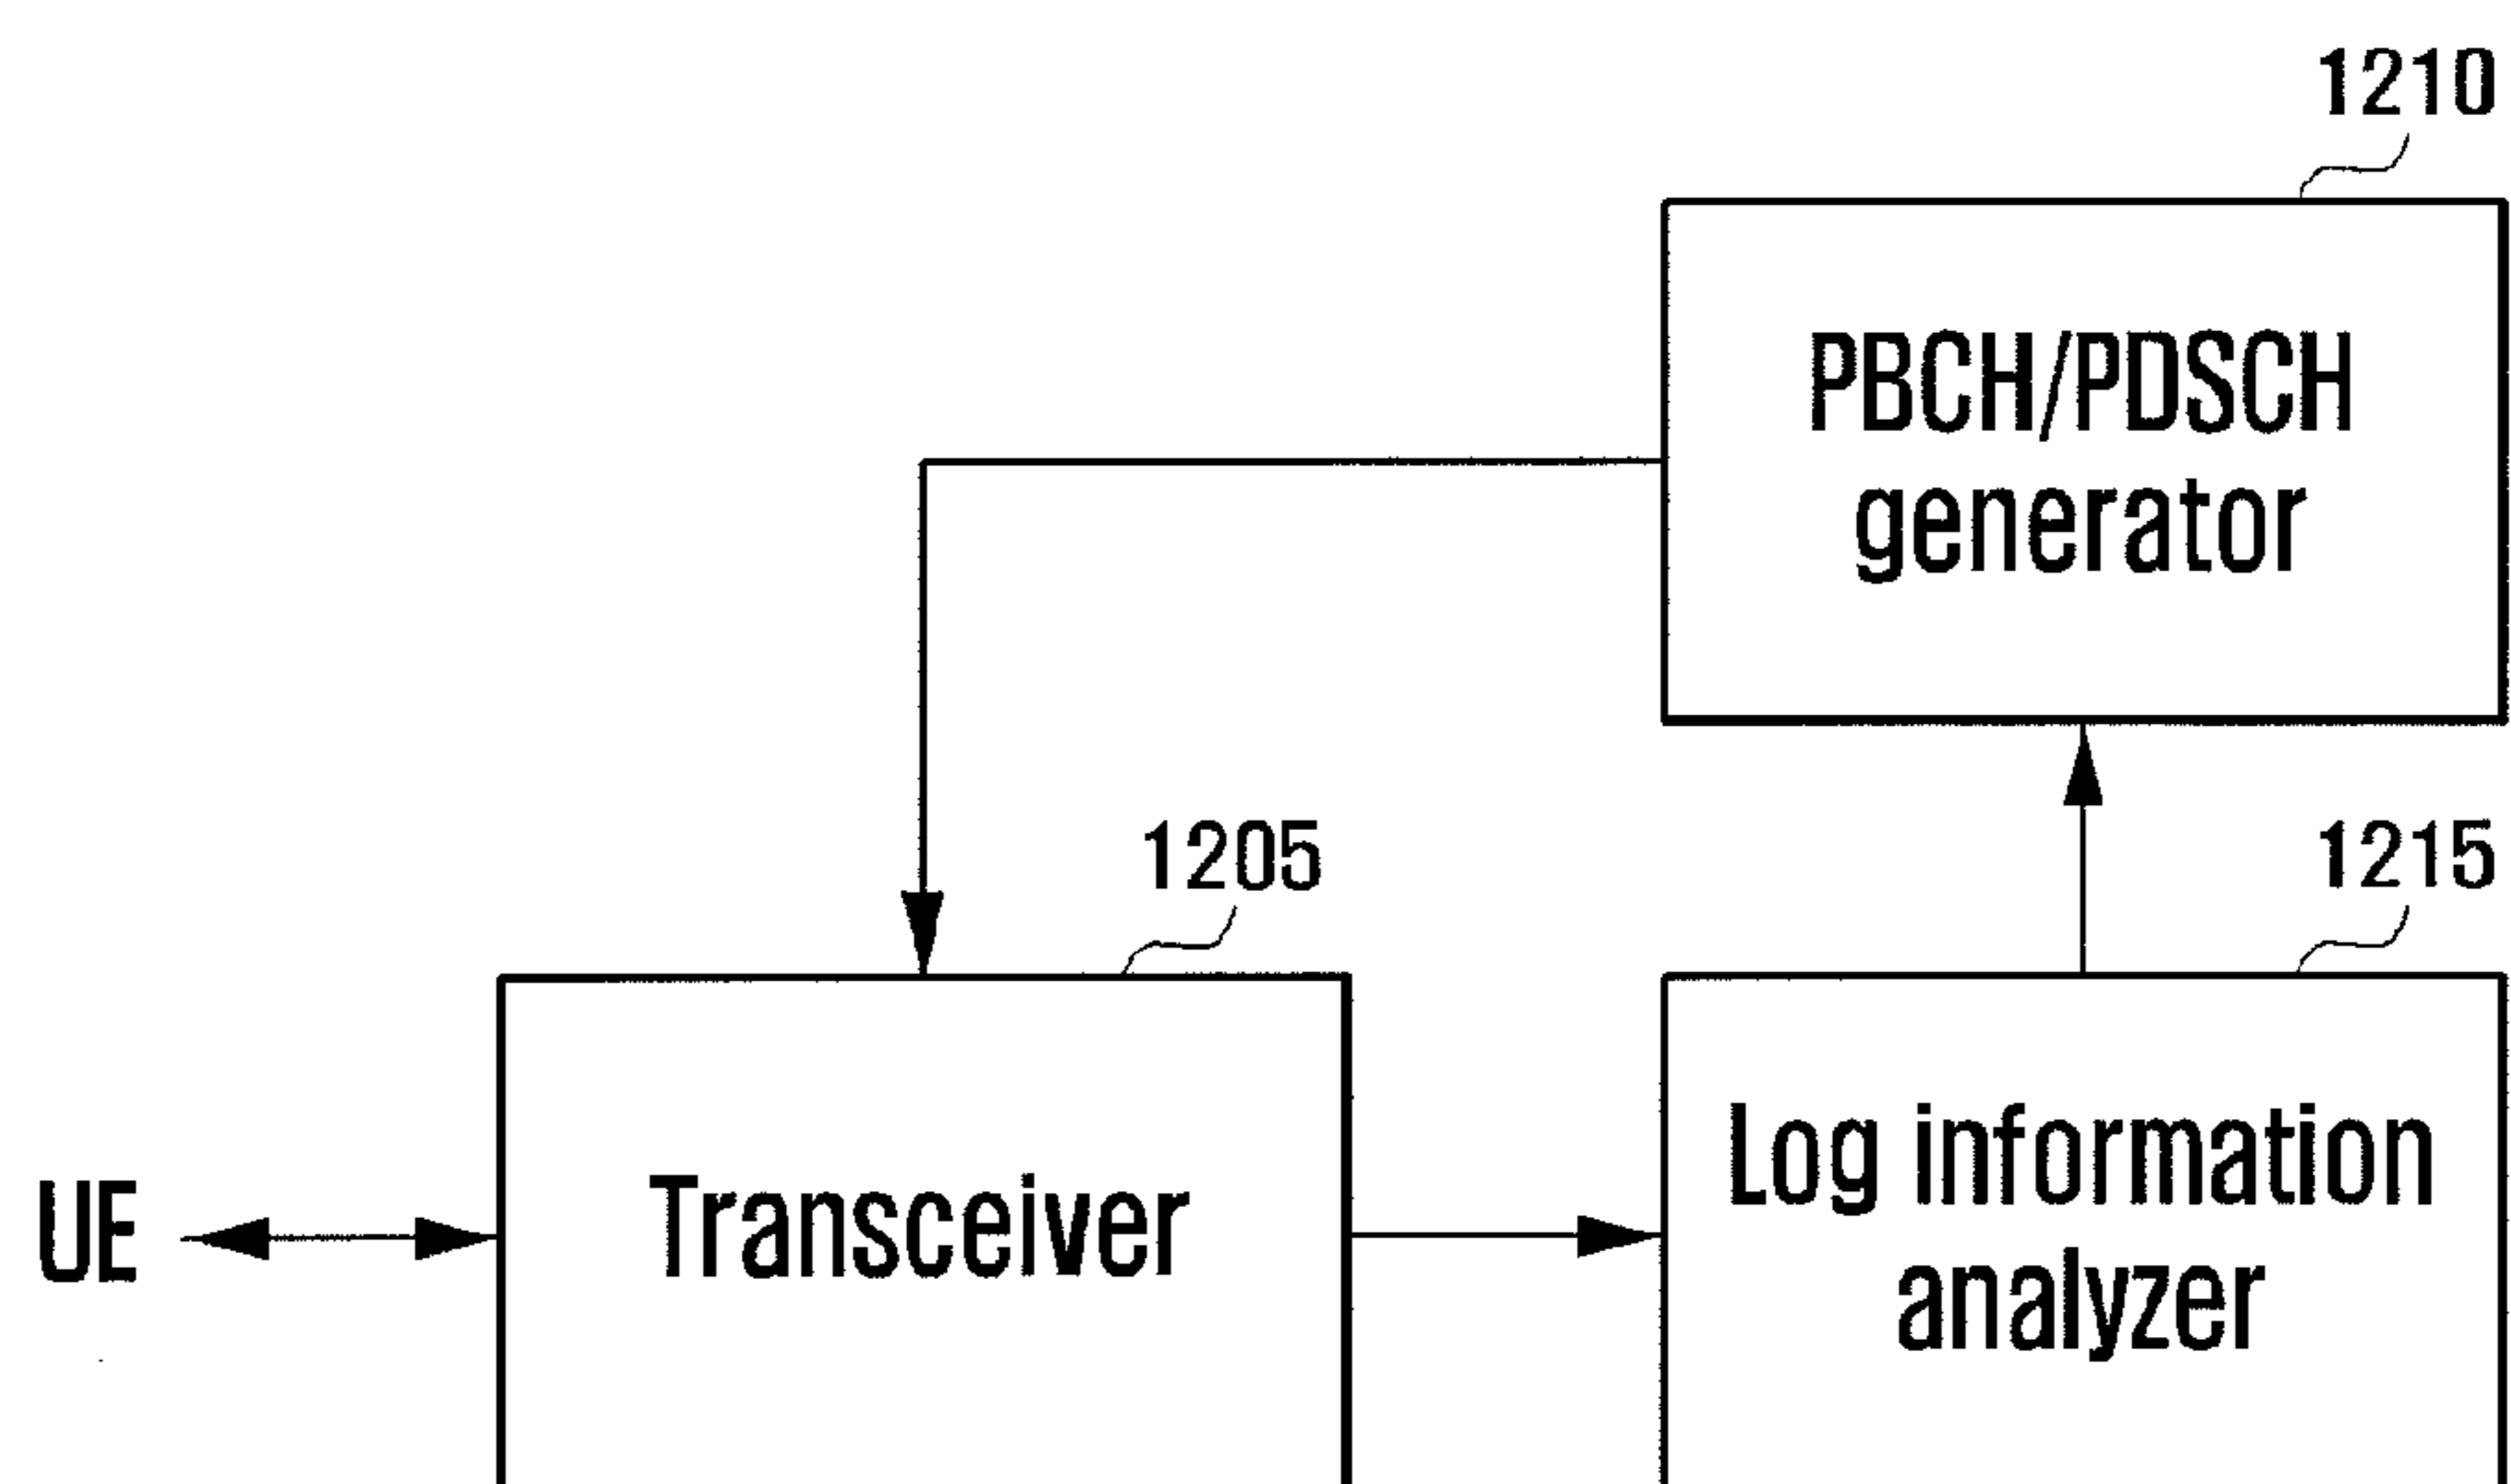 1210
PBCH/PDSCH
generator
1205
1215
UE
Transceiver
Log information
analyzer